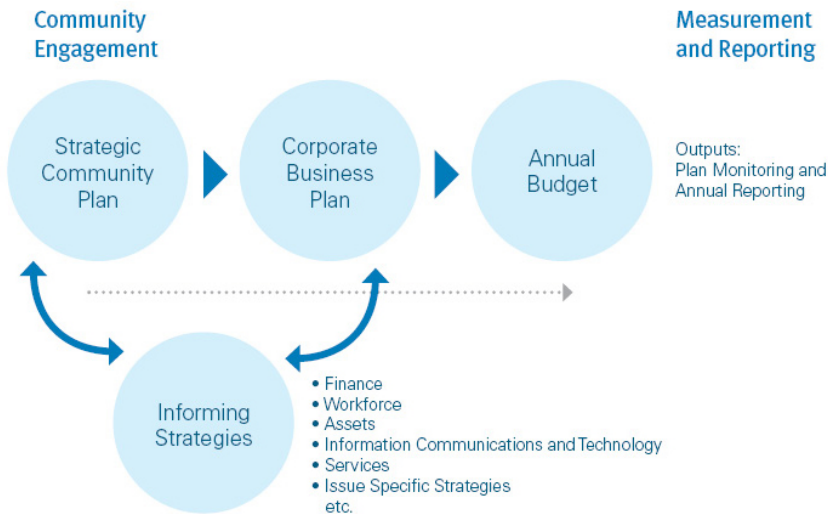 Community
Engagement
Measurement
and Reporting
Strategic
Community
Plan
Corporate
Business
Plan
Annual
Budget
Outputs:
Plan Monitoring and
Annual Reporting
Informing
Strategies
• Finance
• Workforce
• Assets
• Information Communications and Technology
• Services
• Issue Specific Strategies
etc.